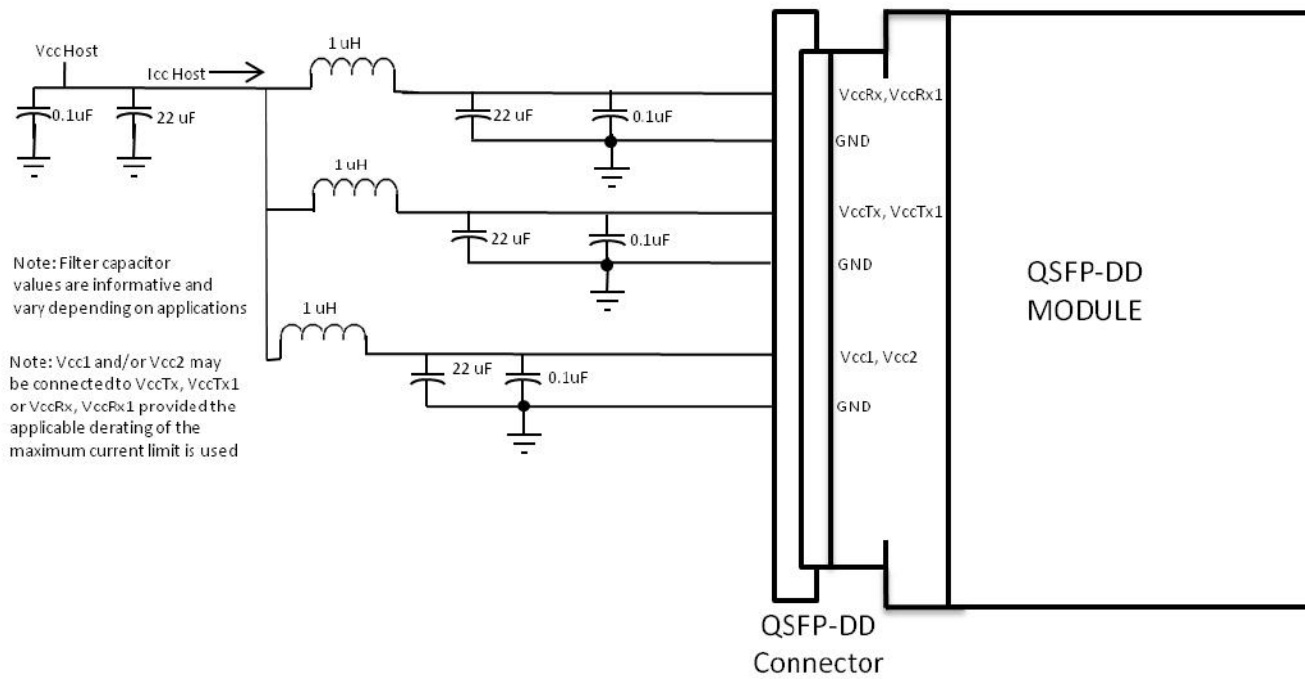 1 uH
Vcc Host
Icc Host
0.1uF
22 uF
22 uF
0.1uF
VccRx, VccRx1
GND
1 uH
VccTx, VccTx1
22 uF
0.1uF
GND
Note: Filter capacitor
values are informative and
vary depending on applications
QSFP-DD
MODULE
1 uH
Note: Vcc1 and/or Vcc2 may
be connected to VccTx, VccTx1
or VccRx, VccRx1 provided the
applicable derating of the
maximum current limit is used
22 uF
0.1uF
Vcc1, Vcc2
GND
QSFP-DD
Connector